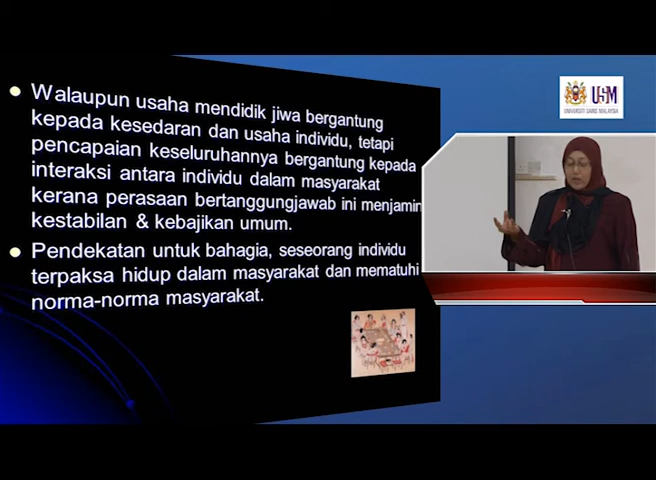 Walaupun usaha mendidik jiwa bergantung
kepada kesedaran dan usaha individu, tetapi
pencapaian keseluruhannya bergantung kepada
interaksi antara individu dalam masyarakat
kerana perasaan bertanggungjawab ini menjamin
kestabilan & kebajikan umum.
Pendekatan untuk bahagia, seseorang individu
terpaksa hidup dalam masyarakat dan mematuhi
norma-norma masyarakat.
USM
UNIVERSITI SAINS MALAYSIA